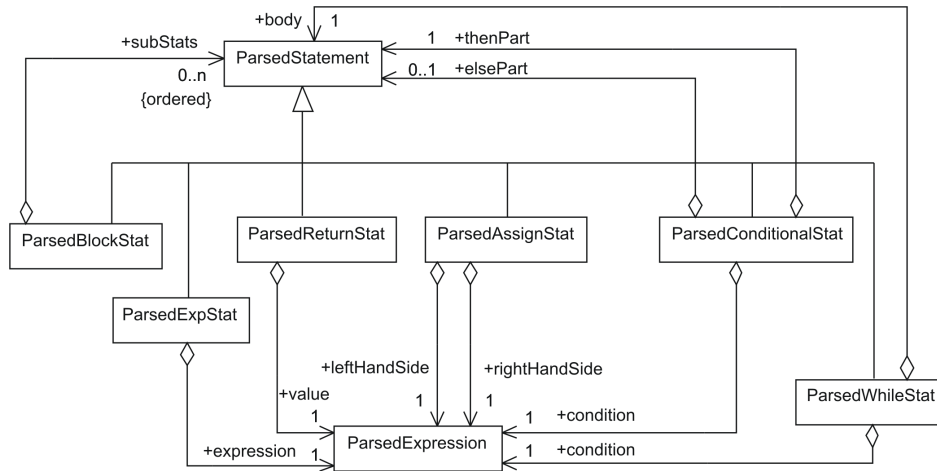 +body 1
+subStats
ParsedStatement
1 +thenPart
0..n
0..1 +elsePart
{ordered}
ParsedBlockStat
ParsedReturnStat
ParsedAssignStat
ParsedConditionalStat
ParsedExpStat
+leftHandSide
+rightHandSide
+value
ParsedWhileStat
1
1
1
1 +condition
ParsedExpression
+expression 1
1 +condition